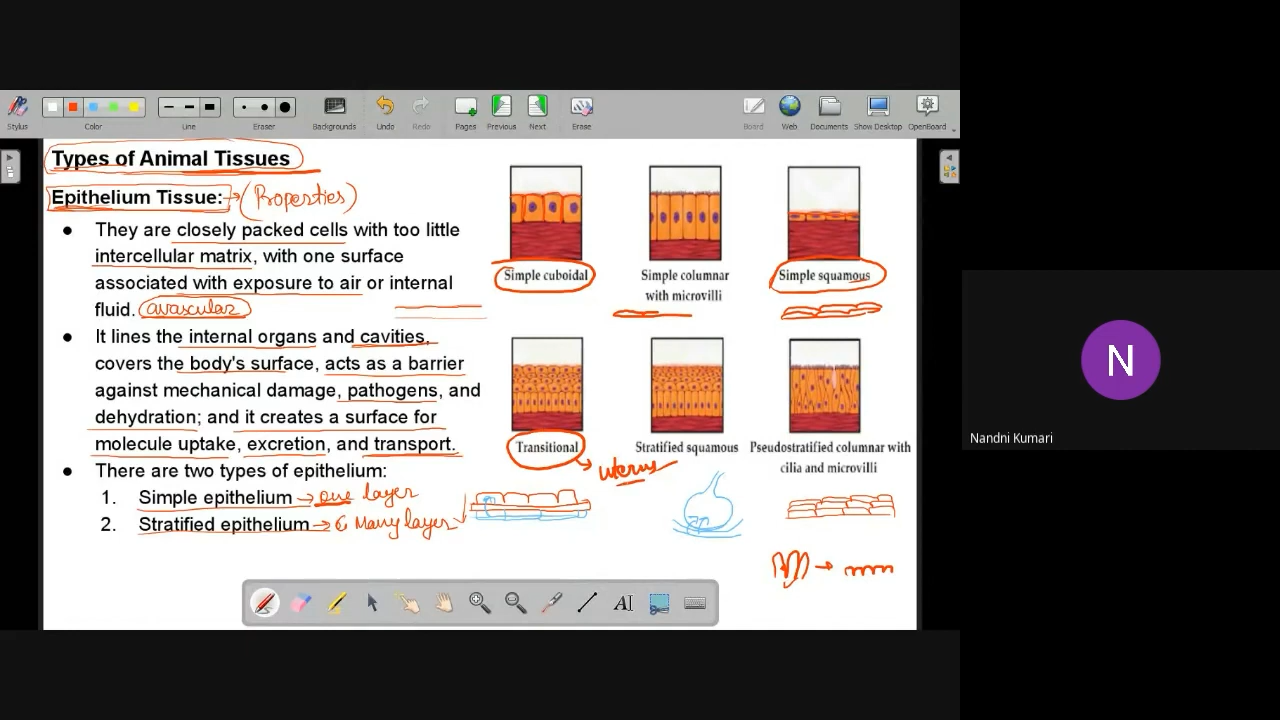 Color
Line
Eraser
Stylus
Backgrounds
Undo
Redo
Pages
Previous
Next
Erase
Board
Web
Documents
Show Desktop
OpenBoard
Types of Animal Tissues
Epithelium Tissue: → (Properties)
● They are closely packed cells with too little
intercellular matrix, with one surface
associated with exposure to air or internal
fluid. avascular
● It lines the internal organs and cavities,
covers the body's surface, acts as a barrier
against mechanical damage, pathogens, and
dehydration; and it creates a surface for
molecule uptake, excretion, and transport.
● There are two types of epithelium:
1. Simple epithelium → one layer
2. Stratified epithelium → Many layer
Simple cuboidal
Simple columnar
with microvilli
Simple squamous
Transitional
→ uterus
Stratified squamous
Pseudostratified columnar with
cilia and microvilli
AI
N
Nandni Kumari